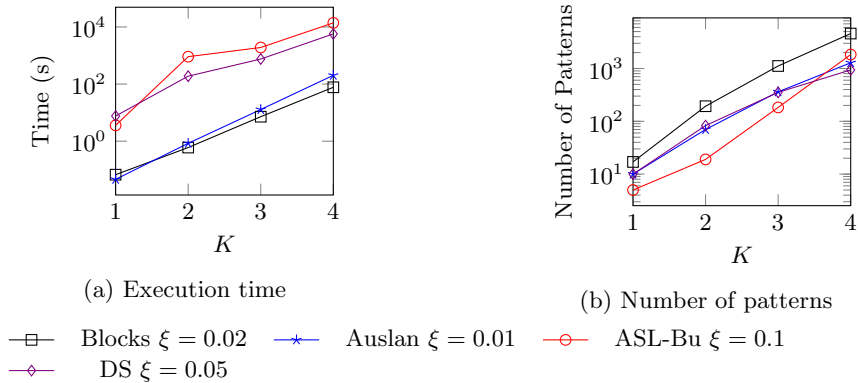 Time (s)
10^4
10^2
10^0
1 2 3 4
K
(a) Execution time
Number of Patterns
10^3
10^2
10^1
1 2 3 4
K
(b) Number of patterns
Blocks ξ = 0.02
Auslan ξ = 0.01
ASL-Bu ξ = 0.1
DS ξ = 0.05